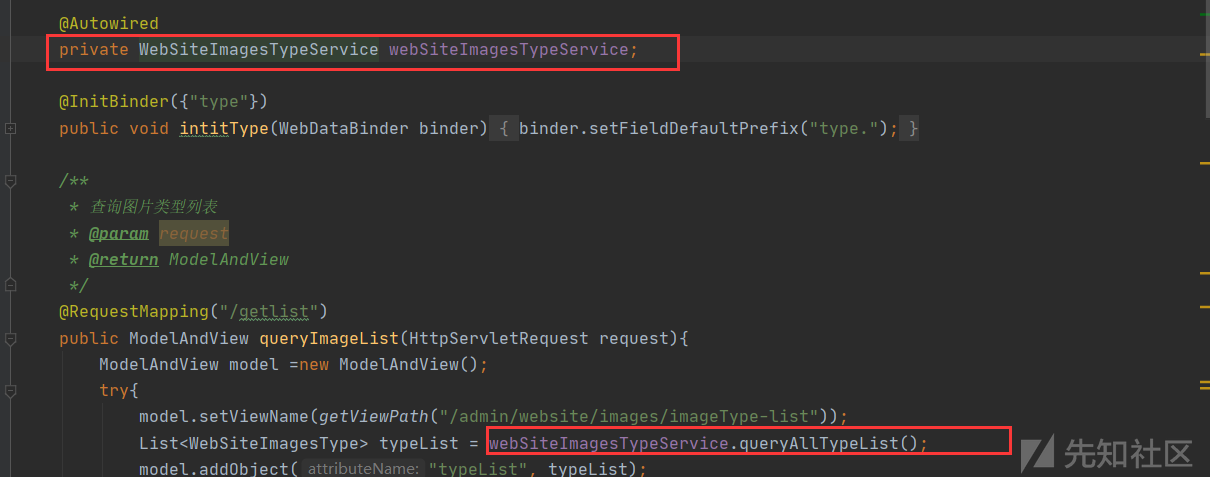 @Autowired
private WebSiteImagesTypeService webSiteImagesTypeService;
@InitBinder({"type"})
public void intitType(WebDataBinder binder) { binder.setFieldDefaultPrefix("type."); }
/**
* 查询图片类型列表
* @param request
* @return ModelAndView
*/
@RequestMapping("/getlist")
public ModelAndView queryImageList(HttpServletRequest request){
ModelAndView model =new ModelAndView();
try{
model.setViewName(getViewPath("/admin/website/images/imageType-list"));
List<WebSiteImagesType> typeList = webSiteImagesTypeService.queryAllTypeList();
model.addObject( attributeName: "typeList", typeList);
先知社区